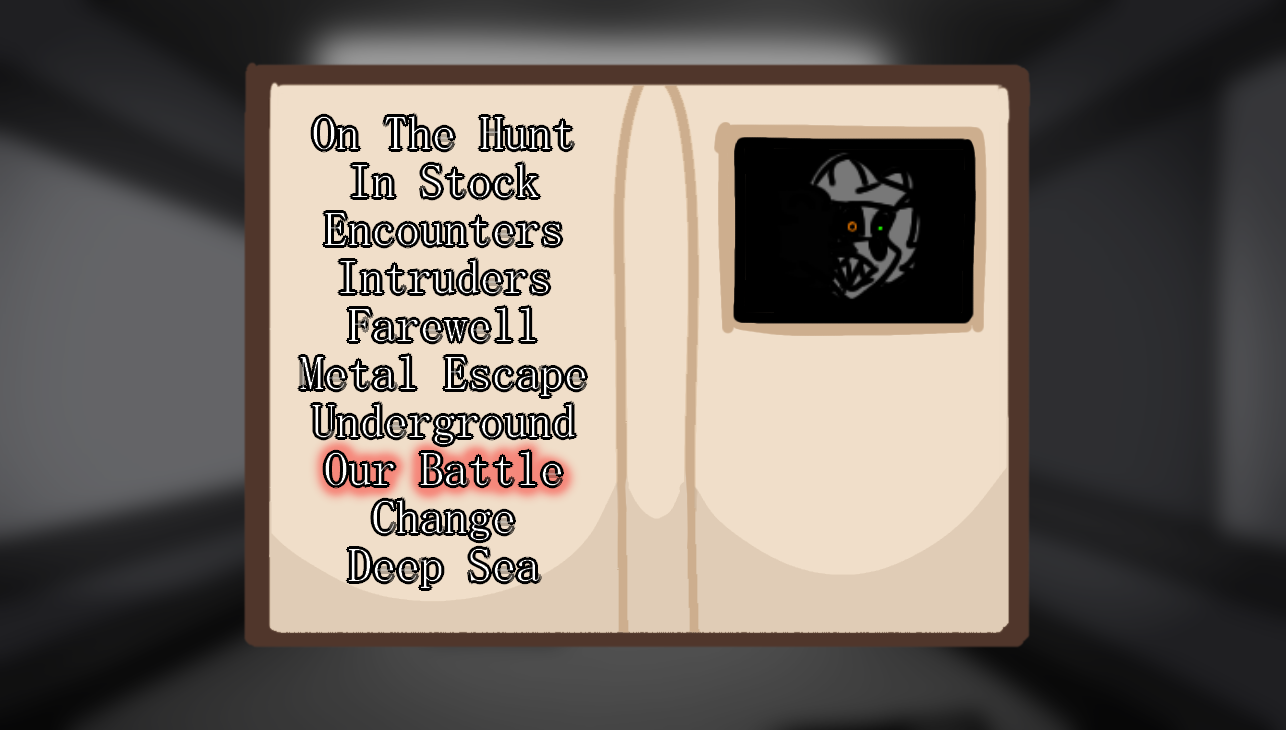 On The Hunt
In Stock
Encounters
Intruders
Farewell
Metal Escape
Underground
Our Battle
Change
Deep Sea